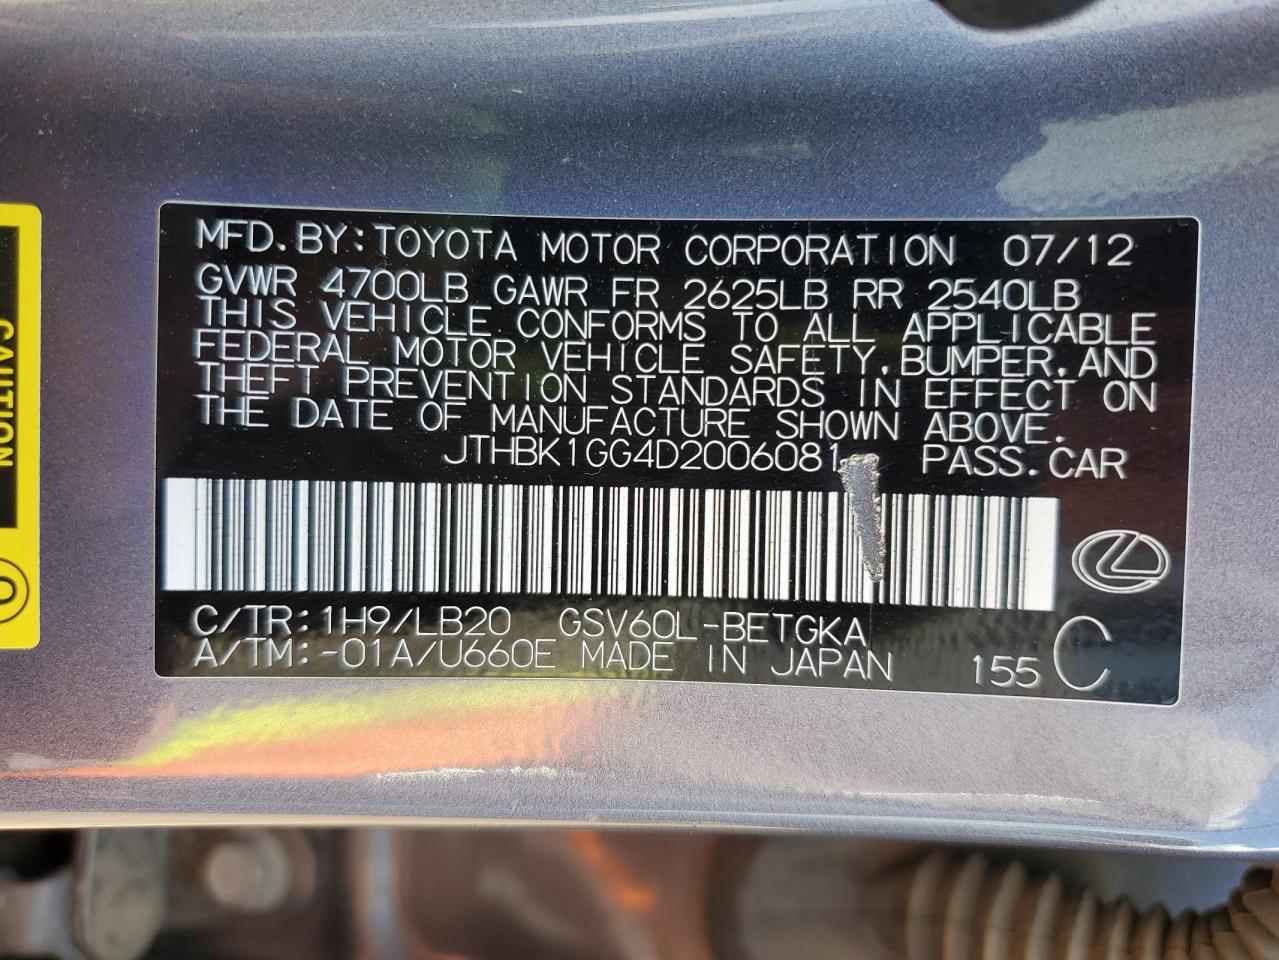 MFD.BY:TOYOTA MOTOR CORPORATION 07/12
GVWR 4700LB GAWR FR 2625LB RR 2540LB
THIS VEHICLE CONFORMS TO ALL APPLICABLE
FEDERAL MOTOR VEHICLE SAFETY,BUMPER,AND
THEFT PREVENTION STANDARDS IN EFFECT ON
THE DATE OF MANUFACTURE SHOWN ABOVE.
JTHBK1GG4D2006081 PASS.CAR
C/TR:1H9/LB20 GSV60L-BETGKA
A/TM:-01A/U660E MADE IN JAPAN 155 C
CAUTION